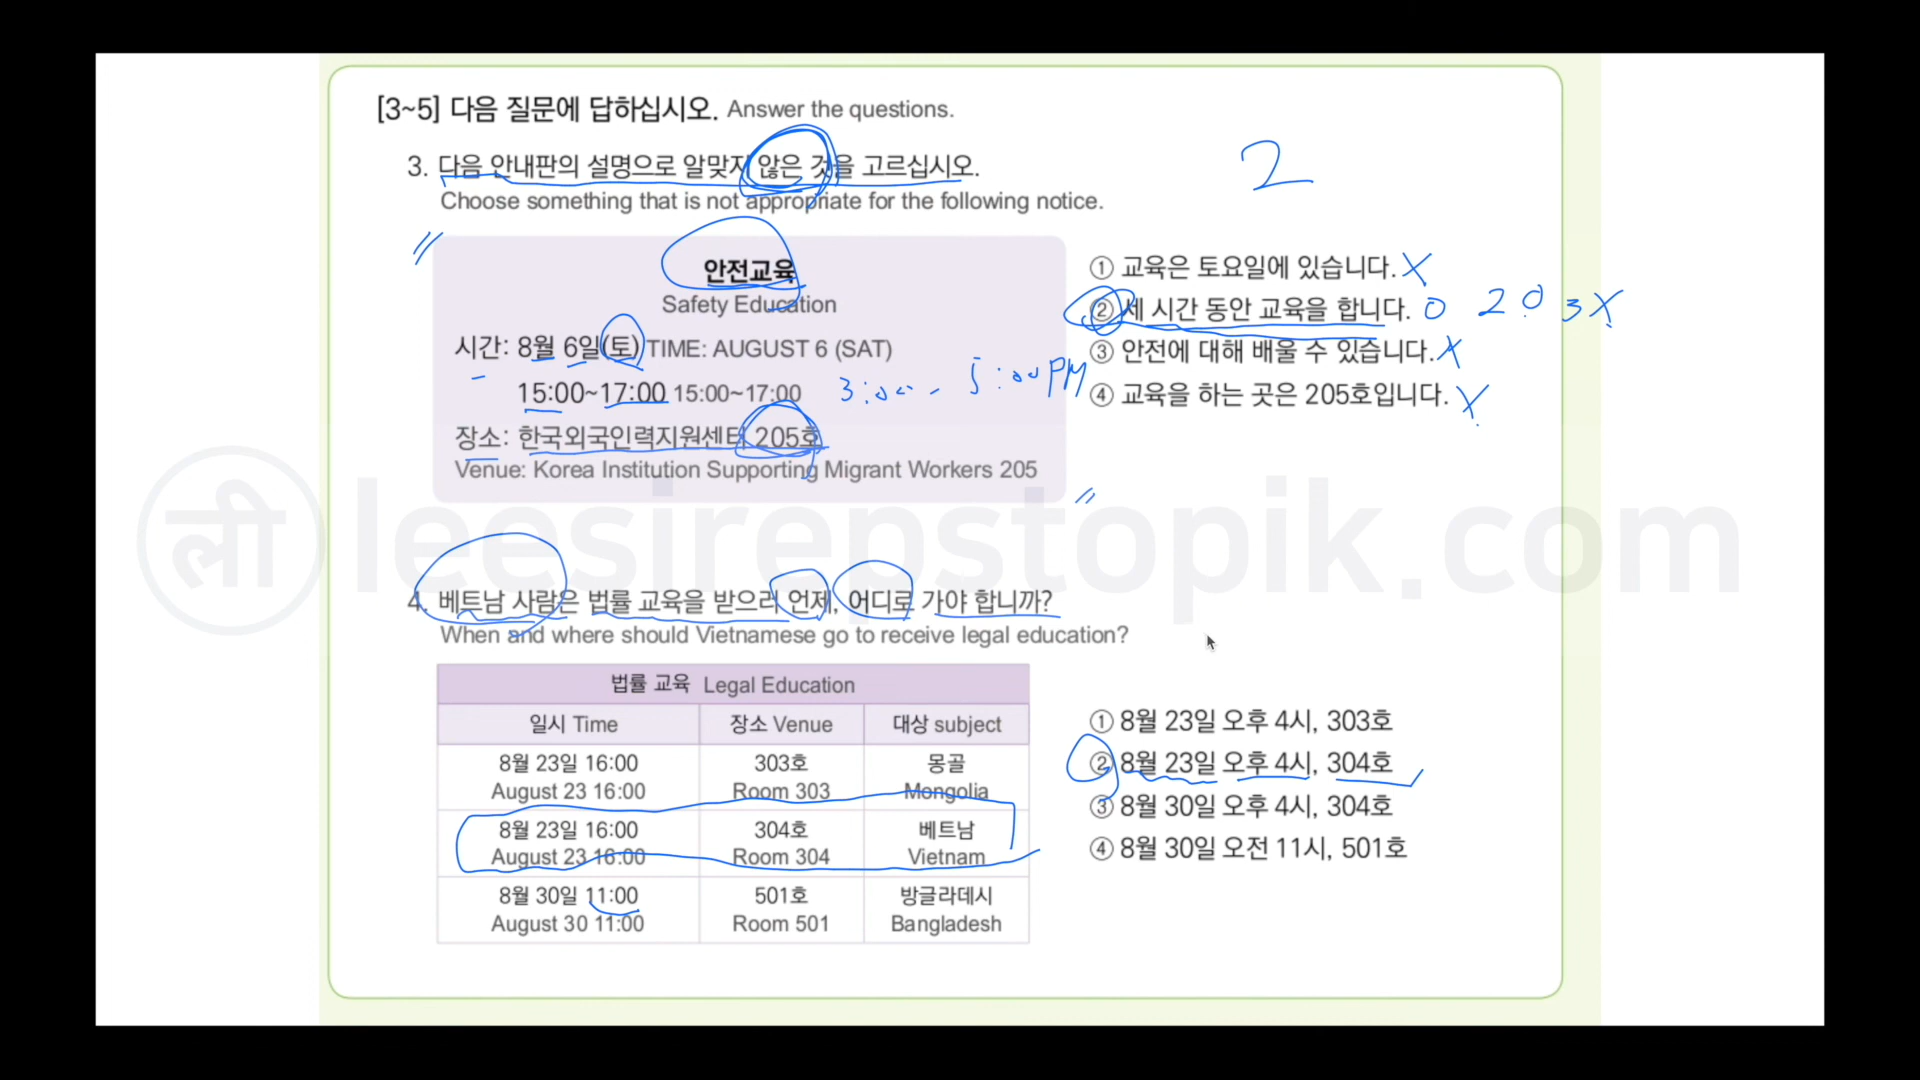 [3~5] 다음 질문에 답하십시오. Answer the questions.
3. 다음 안내판의 설명으로 알맞지 않은 것을 고르십시오.
Choose something that is not appropriate for the following notice.
2
안전교육
Safety Education
시간: 8월 6일(토) TIME: AUGUST 6 (SAT)
15:00~17:00 15:00~17:00
3:00 - 5:00 PM
장소: 한국외국인력지원센터 205호
Venue: Korea Institution Supporting Migrant Workers 205
① 교육은 토요일에 있습니다. X
② 세 시간 동안 교육을 합니다. 0 2 0 3 X
③ 안전에 대해 배울 수 있습니다. X
④ 교육을 하는 곳은 205호입니다. X
ली leesirepstopik.com
4. 베트남 사람은 법률 교육을 받으러 언제, 어디로 가야 합니까?
When and where should Vietnamese go to receive legal education?
법률 교육 Legal Education
일시 Time 장소 Venue 대상 subject
8월 23일 16:00 303호 몽골
August 23 16:00 Room 303 Mongolia
8월 23일 16:00 304호 베트남
August 23 16:00 Room 304 Vietnam
8월 30일 11:00 501호 방글라데시
August 30 11:00 Room 501 Bangladesh
① 8월 23일 오후 4시, 303호
② 8월 23일 오후 4시, 304호
③ 8월 30일 오후 4시, 304호
④ 8월 30일 오전 11시, 501호